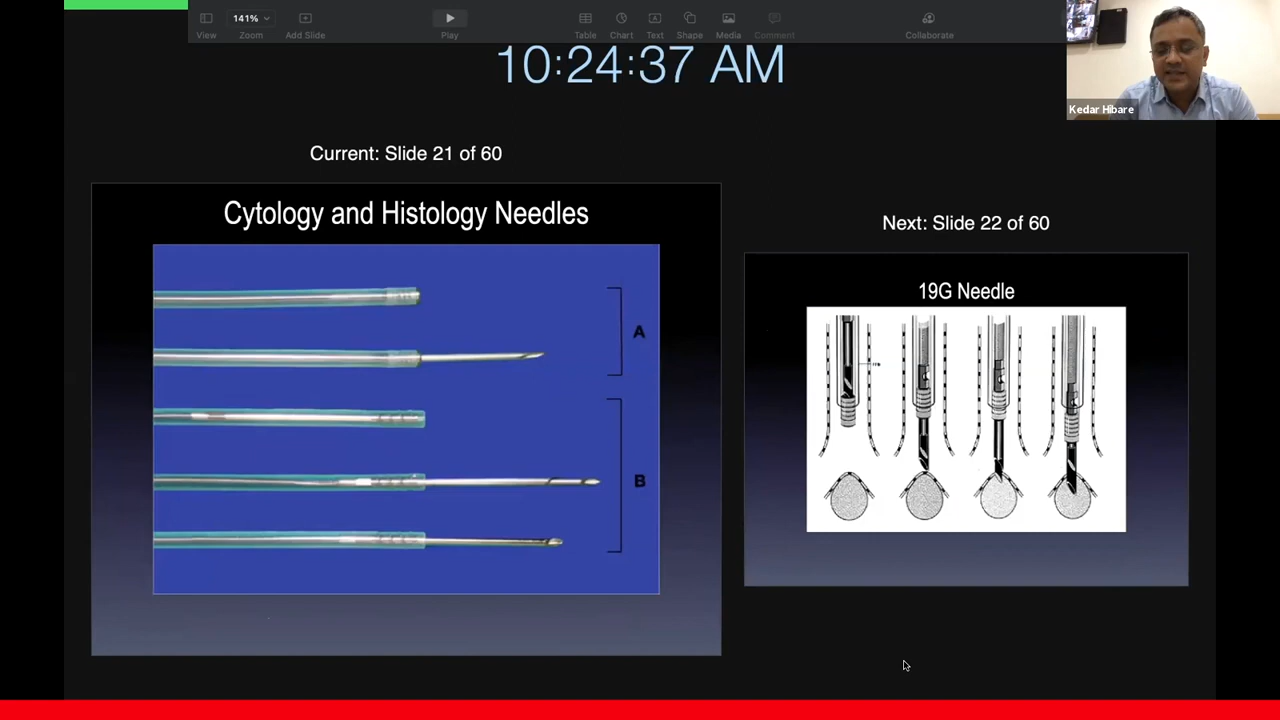 141%
View
Zoom
Add Slide
Play
Table
Chart
Text
Shape
Media
Comment
Collaborate
10:24:37 AM
Kedar Hibare
Current: Slide 21 of 60
Cytology and Histology Needles
A
B
Next: Slide 22 of 60
19G Needle